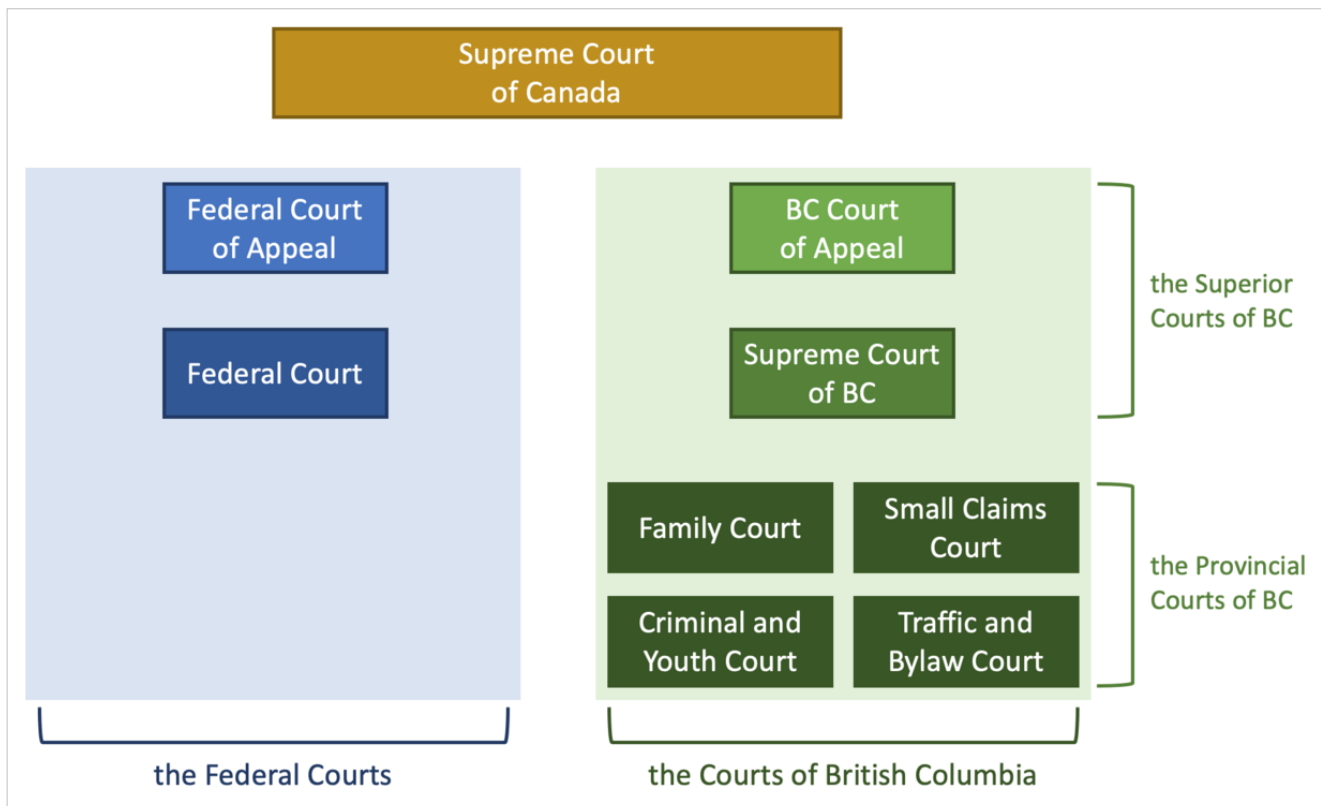 Supreme Court
of Canada
Federal Court
of Appeal
Federal Court
the Federal Courts
BC Court
of Appeal
Supreme Court
of BC
the Superior
Courts of BC
Family Court
Small Claims
Court
Criminal and
Youth Court
Traffic and
Bylaw Court
the Provincial
Courts of BC
the Courts of British Columbia